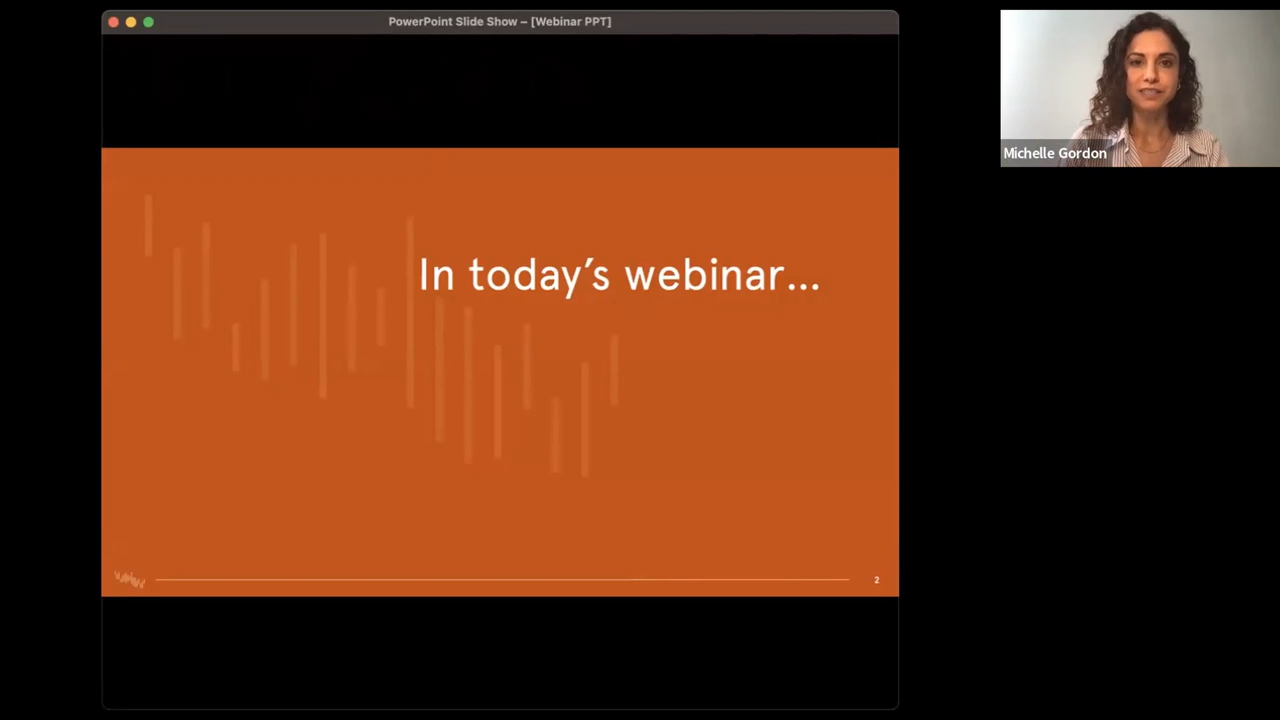 PowerPoint Slide Show – [Webinar PPT]
In today’s webinar...
Michelle Gordon
2